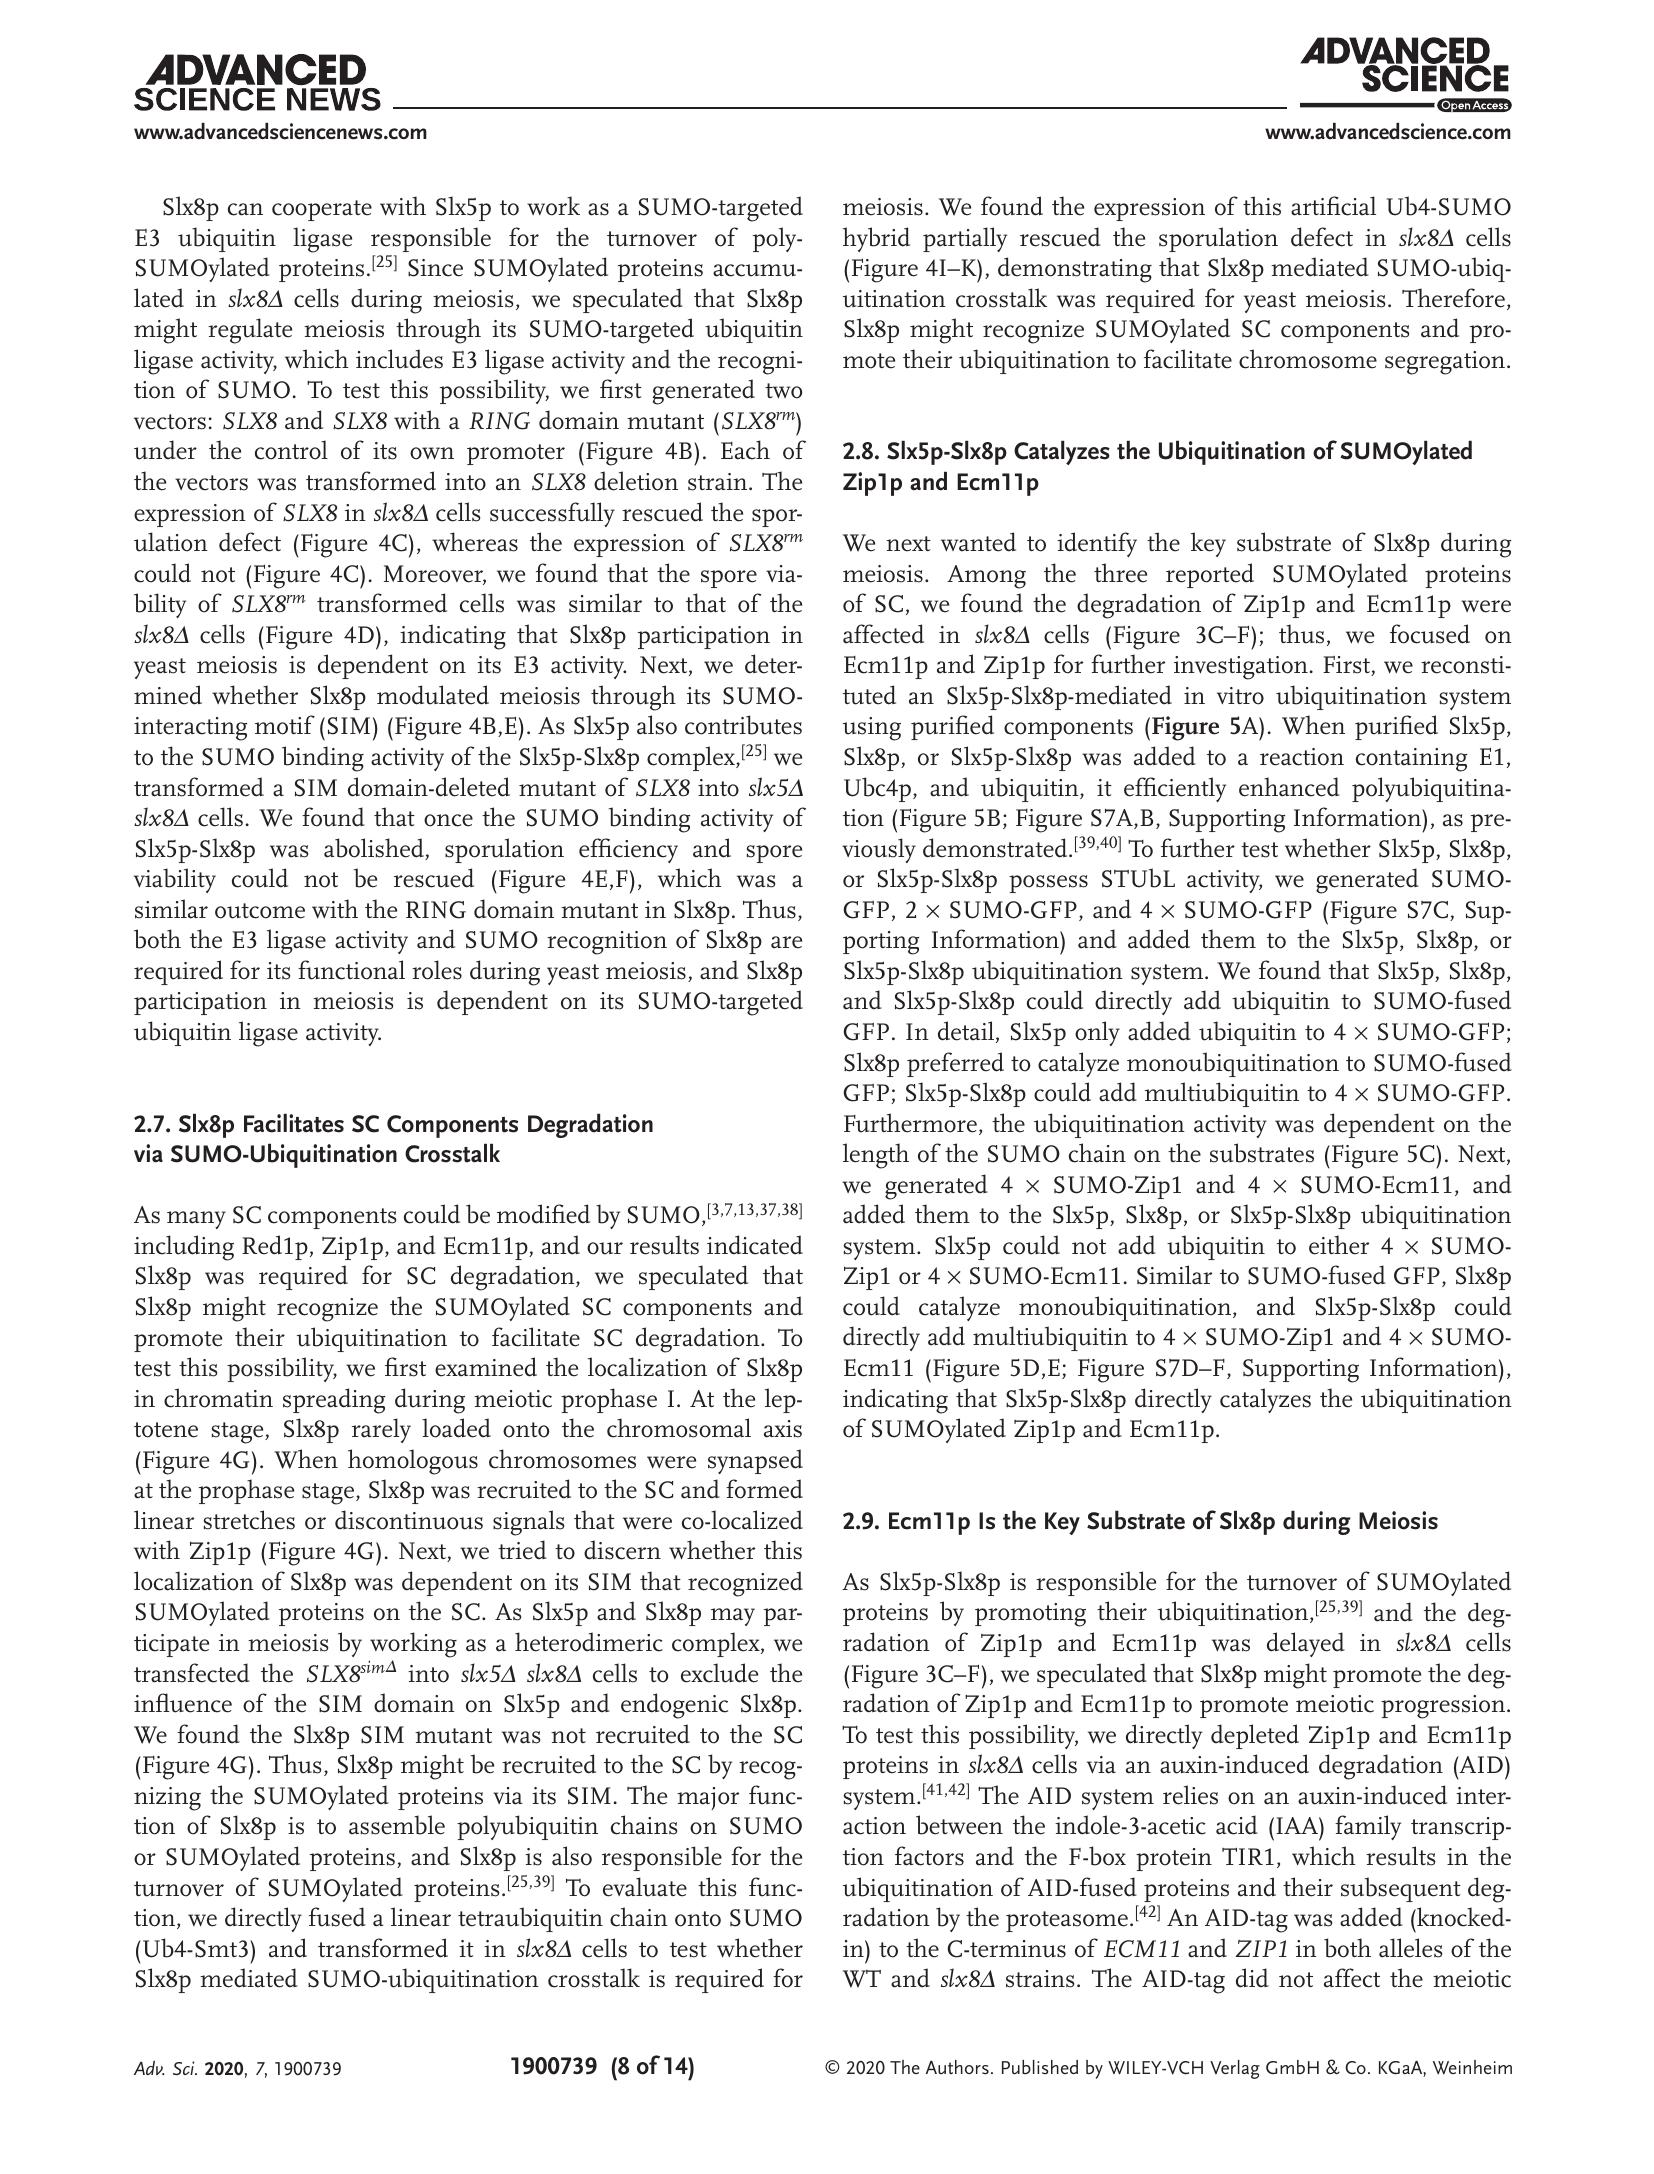 ADVANCED
SCIENCE NEWS
www.advancedsciencenews.com
ADVANCED
SCIENCE
Open Access
www.advancedscience.com
Slx8p can cooperate with Slx5p to work as a SUMO-targeted
E3 ubiquitin ligase responsible for the turnover of poly-
SUMOylated proteins.[25] Since SUMOylated proteins accumu-
lated in slx8Δ cells during meiosis, we speculated that Slx8p
might regulate meiosis through its SUMO-targeted ubiquitin
ligase activity, which includes E3 ligase activity and the recogni-
tion of SUMO. To test this possibility, we first generated two
vectors: SLX8 and SLX8 with a RING domain mutant (SLX8rm)
under the control of its own promoter (Figure 4B). Each of
the vectors was transformed into an SLX8 deletion strain. The
expression of SLX8 in slx8Δ cells successfully rescued the spor-
ulation defect (Figure 4C), whereas the expression of SLX8rm
could not (Figure 4C). Moreover, we found that the spore via-
bility of SLX8rm transformed cells was similar to that of the
slx8Δ cells (Figure 4D), indicating that Slx8p participation in
yeast meiosis is dependent on its E3 activity. Next, we deter-
mined whether Slx8p modulated meiosis through its SUMO-
interacting motif (SIM) (Figure 4B,E). As Slx5p also contributes
to the SUMO binding activity of the Slx5p-Slx8p complex,[25] we
transformed a SIM domain-deleted mutant of SLX8 into slx5Δ
slx8Δ cells. We found that once the SUMO binding activity of
Slx5p-Slx8p was abolished, sporulation efficiency and spore
viability could not be rescued (Figure 4E,F), which was a
similar outcome with the RING domain mutant in Slx8p. Thus,
both the E3 ligase activity and SUMO recognition of Slx8p are
required for its functional roles during yeast meiosis, and Slx8p
participation in meiosis is dependent on its SUMO-targeted
ubiquitin ligase activity.
2.7. Slx8p Facilitates SC Components Degradation
via SUMO-Ubiquitination Crosstalk
As many SC components could be modified by SUMO,[3,7,13,37,38]
including Red1p, Zip1p, and Ecm11p, and our results indicated
Slx8p was required for SC degradation, we speculated that
Slx8p might recognize the SUMOylated SC components and
promote their ubiquitination to facilitate SC degradation. To
test this possibility, we first examined the localization of Slx8p
in chromatin spreading during meiotic prophase I. At the lep-
totene stage, Slx8p rarely loaded onto the chromosomal axis
(Figure 4G). When homologous chromosomes were synapsed
at the prophase stage, Slx8p was recruited to the SC and formed
linear stretches or discontinuous signals that were co-localized
with Zip1p (Figure 4G). Next, we tried to discern whether this
localization of Slx8p was dependent on its SIM that recognized
SUMOylated proteins on the SC. As Slx5p and Slx8p may par-
ticipate in meiosis by working as a heterodimeric complex, we
transfected the SLX8simΔ into slx5Δ slx8Δ cells to exclude the
influence of the SIM domain on Slx5p and endogenic Slx8p.
We found the Slx8p SIM mutant was not recruited to the SC
(Figure 4G). Thus, Slx8p might be recruited to the SC by recog-
nizing the SUMOylated proteins via its SIM. The major func-
tion of Slx8p is to assemble polyubiquitin chains on SUMO
or SUMOylated proteins, and Slx8p is also responsible for the
turnover of SUMOylated proteins.[25,39] To evaluate this func-
tion, we directly fused a linear tetraubiquitin chain onto SUMO
(Ub4-Smt3) and transformed it in slx8Δ cells to test whether
Slx8p mediated SUMO-ubiquitination crosstalk is required for
meiosis. We found the expression of this artificial Ub4-SUMO
hybrid partially rescued the sporulation defect in slx8Δ cells
(Figure 4I–K), demonstrating that Slx8p mediated SUMO-ubiq-
uitination crosstalk was required for yeast meiosis. Therefore,
Slx8p might recognize SUMOylated SC components and pro-
mote their ubiquitination to facilitate chromosome segregation.
2.8. Slx5p-Slx8p Catalyzes the Ubiquitination of SUMOylated
Zip1p and Ecm11p
We next wanted to identify the key substrate of Slx8p during
meiosis. Among the three reported SUMOylated proteins
of SC, we found the degradation of Zip1p and Ecm11p were
affected in slx8Δ cells (Figure 3C–F); thus, we focused on
Ecm11p and Zip1p for further investigation. First, we reconsti-
tuted an Slx5p-Slx8p-mediated in vitro ubiquitination system
using purified components (Figure 5A). When purified Slx5p,
Slx8p, or Slx5p-Slx8p was added to a reaction containing E1,
Ubc4p, and ubiquitin, it efficiently enhanced polyubiquitina-
tion (Figure 5B; Figure S7A,B, Supporting Information), as pre-
viously demonstrated.[39,40] To further test whether Slx5p, Slx8p,
or Slx5p-Slx8p possess STUbL activity, we generated SUMO-
GFP, 2 × SUMO-GFP, and 4 × SUMO-GFP (Figure S7C, Sup-
porting Information) and added them to the Slx5p, Slx8p, or
Slx5p-Slx8p ubiquitination system. We found that Slx5p, Slx8p,
and Slx5p-Slx8p could directly add ubiquitin to SUMO-fused
GFP. In detail, Slx5p only added ubiquitin to 4 × SUMO-GFP;
Slx8p preferred to catalyze monoubiquitination to SUMO-fused
GFP; Slx5p-Slx8p could add multiubiquitin to 4 × SUMO-GFP.
Furthermore, the ubiquitination activity was dependent on the
length of the SUMO chain on the substrates (Figure 5C). Next,
we generated 4 × SUMO-Zip1 and 4 × SUMO-Ecm11, and
added them to the Slx5p, Slx8p, or Slx5p-Slx8p ubiquitination
system. Slx5p could not add ubiquitin to either 4 × SUMO-
Zip1 or 4 × SUMO-Ecm11. Similar to SUMO-fused GFP, Slx8p
could catalyze monoubiquitination, and Slx5p-Slx8p could
directly add multiubiquitin to 4 × SUMO-Zip1 and 4 × SUMO-
Ecm11 (Figure 5D,E; Figure S7D–F, Supporting Information),
indicating that Slx5p-Slx8p directly catalyzes the ubiquitination
of SUMOylated Zip1p and Ecm11p.
2.9. Ecm11p Is the Key Substrate of Slx8p during Meiosis
As Slx5p-Slx8p is responsible for the turnover of SUMOylated
proteins by promoting their ubiquitination,[25,39] and the deg-
radation of Zip1p and Ecm11p was delayed in slx8Δ cells
(Figure 3C–F), we speculated that Slx8p might promote the deg-
radation of Zip1p and Ecm11p to promote meiotic progression.
To test this possibility, we directly depleted Zip1p and Ecm11p
proteins in slx8Δ cells via an auxin-induced degradation (AID)
system.[41,42] The AID system relies on an auxin-induced inter-
action between the indole-3-acetic acid (IAA) family transcrip-
tion factors and the F-box protein TIR1, which results in the
ubiquitination of AID-fused proteins and their subsequent deg-
radation by the proteasome.[42] An AID-tag was added (knocked-
in) to the C-terminus of ECM11 and ZIP1 in both alleles of the
WT and slx8Δ strains. The AID-tag did not affect the meiotic
Adv. Sci. 2020, 7, 1900739
1900739 (8 of 14)
© 2020 The Authors. Published by WILEY-VCH Verlag GmbH & Co. KGaA, Weinheim